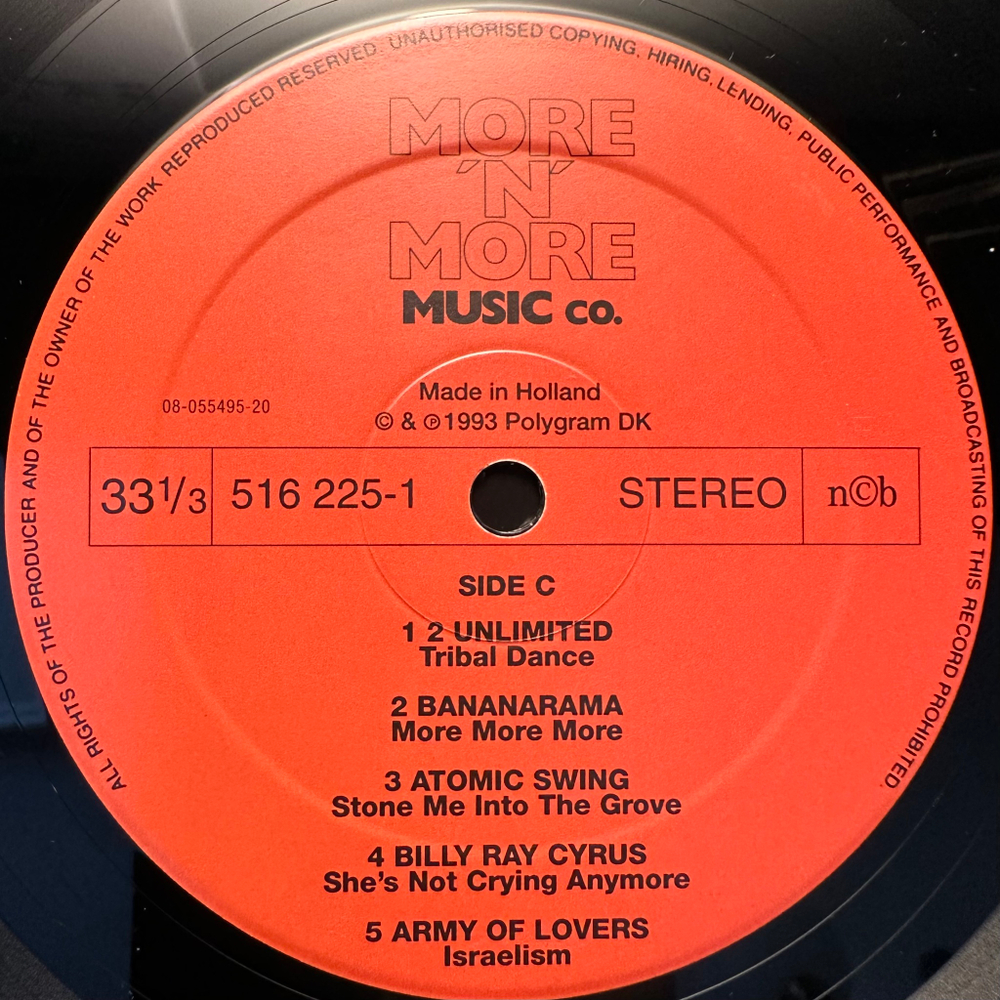 ALL RIGHTS OF THE PRODUCER AND OF THE OWNER OF THE WORK REPRODUCED RESERVED. UNAUTHORISED COPYING, HIRING, LENDING, PUBLIC PERFORMANCE AND BROADCASTING OF THIS RECORD PROHIBITED
MORE
'N'
MORE
MUSIC co.
Made in Holland
08-055495-20
© & ℗ 1993 Polygram DK
33 1/3 516 225-1 STEREO n©b
SIDE C
1 2 UNLIMITED
Tribal Dance
2 BANANARAMA
More More More
3 ATOMIC SWING
Stone Me Into The Grove
4 BILLY RAY CYRUS
She's Not Crying Anymore
5 ARMY OF LOVERS
Israelism